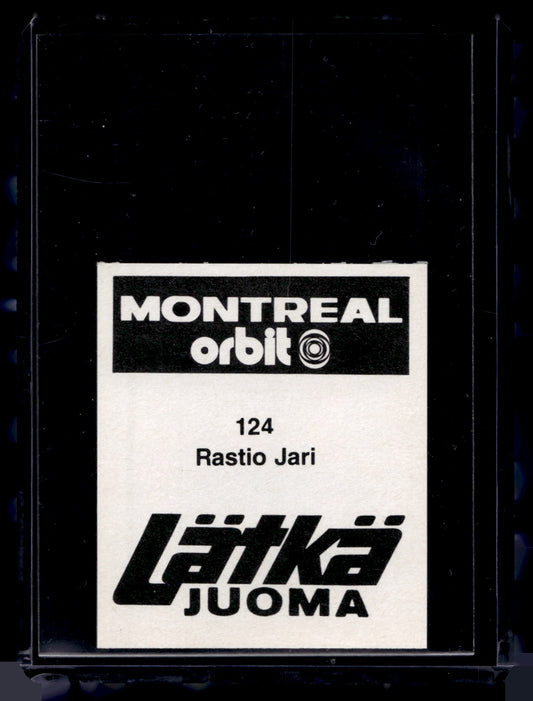 MONTREAL
orbit
124
Rastio Jari
Lätkä
JUOMA